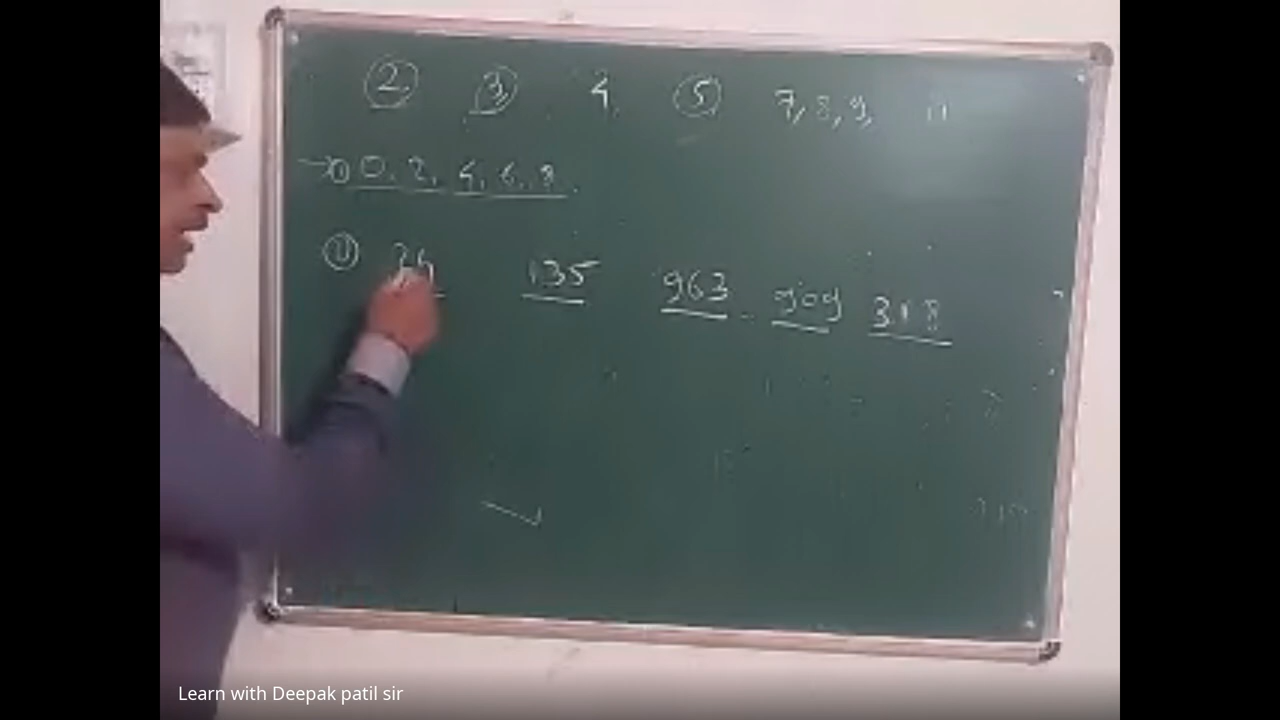 2 3 4 5 7, 8, 9, 11
→ ① 0, 2, 4, 6, 8.
135 963 909 318
Learn with Deepak patil sir